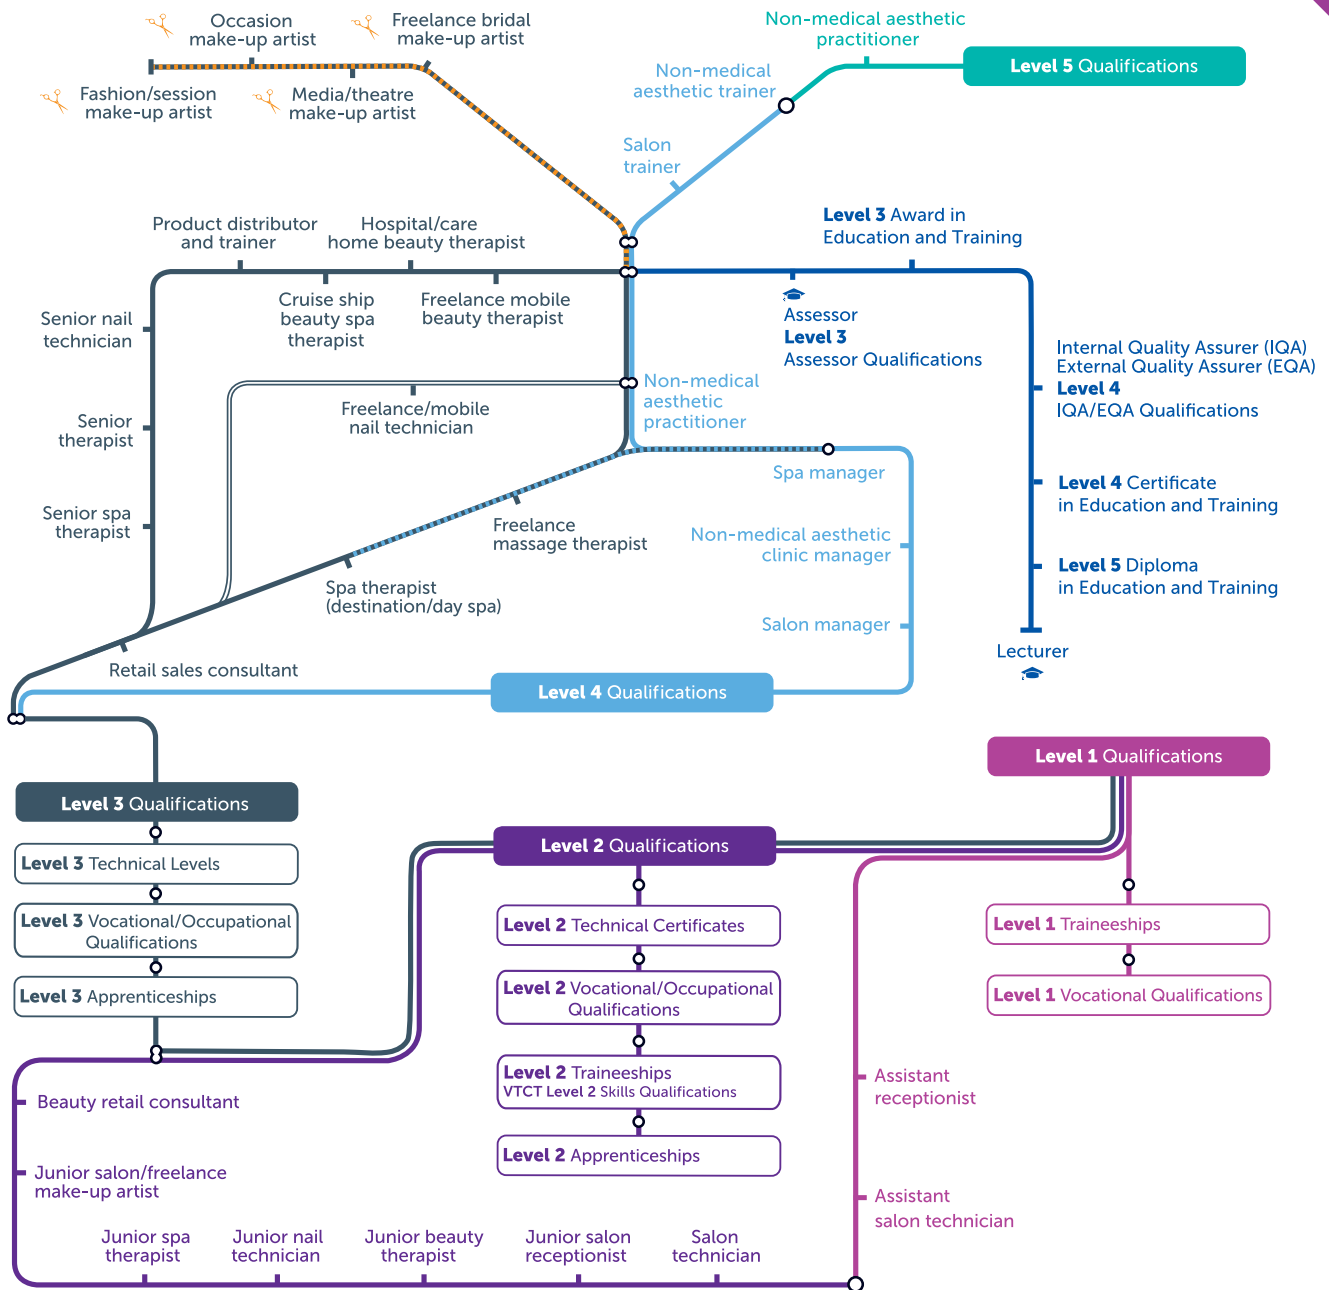 Occasion
make-up artist
Freelance bridal
make-up artist
Fashion/session
make-up artist
Media/theatre
make-up artist
Non-medical aesthetic
practitioner
Level 5 Qualifications
Non-medical
aesthetic trainer
Salon
trainer
Product distributor
and trainer
Hospital/care
home beauty therapist
Cruise ship
beauty spa
therapist
Freelance mobile
beauty therapist
Level 3 Award in
Education and Training
Assessor
Level 3
Assessor Qualifications
Internal Quality Assurer (IQA)
External Quality Assurer (EQA)
Level 4
IQA/EQA Qualifications
Level 4 Certificate
in Education and Training
Level 5 Diploma
in Education and Training
Lecturer
Senior nail
technician
Senior
therapist
Senior spa
therapist
Freelance/mobile
nail technician
Non-medical
aesthetic
practitioner
Spa manager
Non-medical aesthetic
clinic manager
Salon manager
Freelance
massage therapist
Spa therapist
(destination/day spa)
Retail sales consultant
Level 4 Qualifications
Level 3 Qualifications
Level 3 Technical Levels
Level 3 Vocational/Occupational
Qualifications
Level 3 Apprenticeships
Level 2 Qualifications
Level 2 Technical Certificates
Level 2 Vocational/Occupational
Qualifications
Level 2 Traineeships
VTCT Level 2 Skills Qualifications
Level 2 Apprenticeships
Level 1 Qualifications
Level 1 Traineeships
Level 1 Vocational Qualifications
Assistant
receptionist
Assistant
salon technician
Beauty retail consultant
Junior salon/freelance
make-up artist
Junior spa
therapist
Junior nail
technician
Junior beauty
therapist
Junior salon
receptionist
Salon
technician